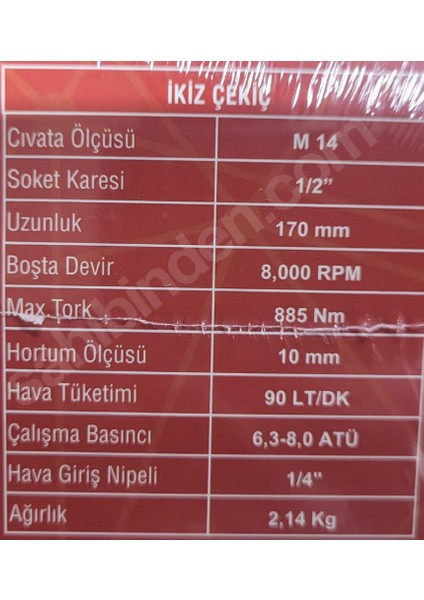 İKİZ ÇEKİÇ
Cıvata Ölçüsü M 14
Soket Karesi 1/2”
Uzunluk 170 mm
Boşta Devir 8,000 RPM
Max Tork 885 Nm
Hortum Ölçüsü 10 mm
Hava Tüketimi 90 LT/DK
Çalışma Basıncı 6,3-8,0 ATÜ
Hava Giriş Nipeli 1/4"
Ağırlık 2,14 Kg
sahibinden.com